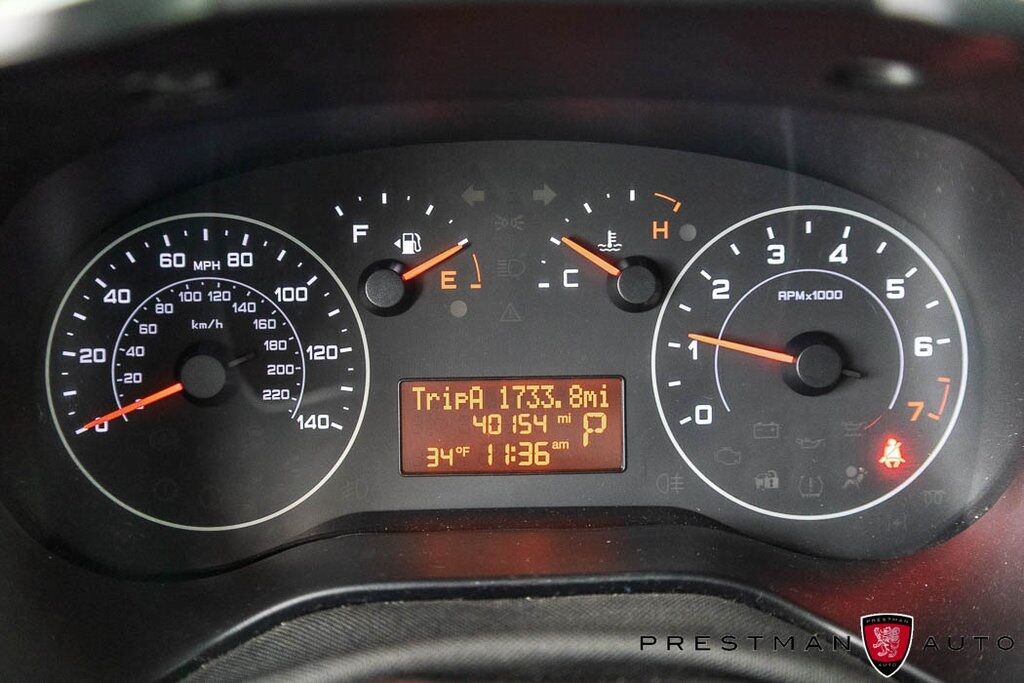 60 MPH 80
40 100
20 120
0 140
100 120
80 140
60 km/h 160
40 180
20 200
220
F
E
H
C
TripA 1733.8mi
40154 mi P
34°F 11:36 am
3 4
2 RPMx1000 5
1 6
0 7
PRESTMAN AUTO
PRESTMAN
AUTO